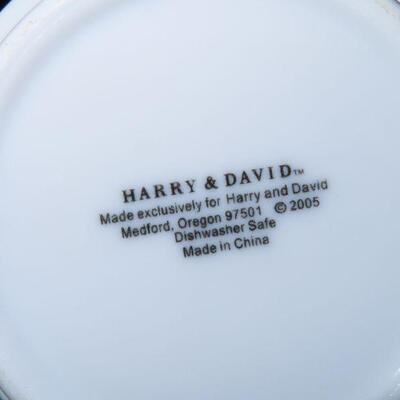 HARRY & DAVID™
Made exclusively for Harry and David
Medford, Oregon 97501 © 2005
Dishwasher Safe
Made in China